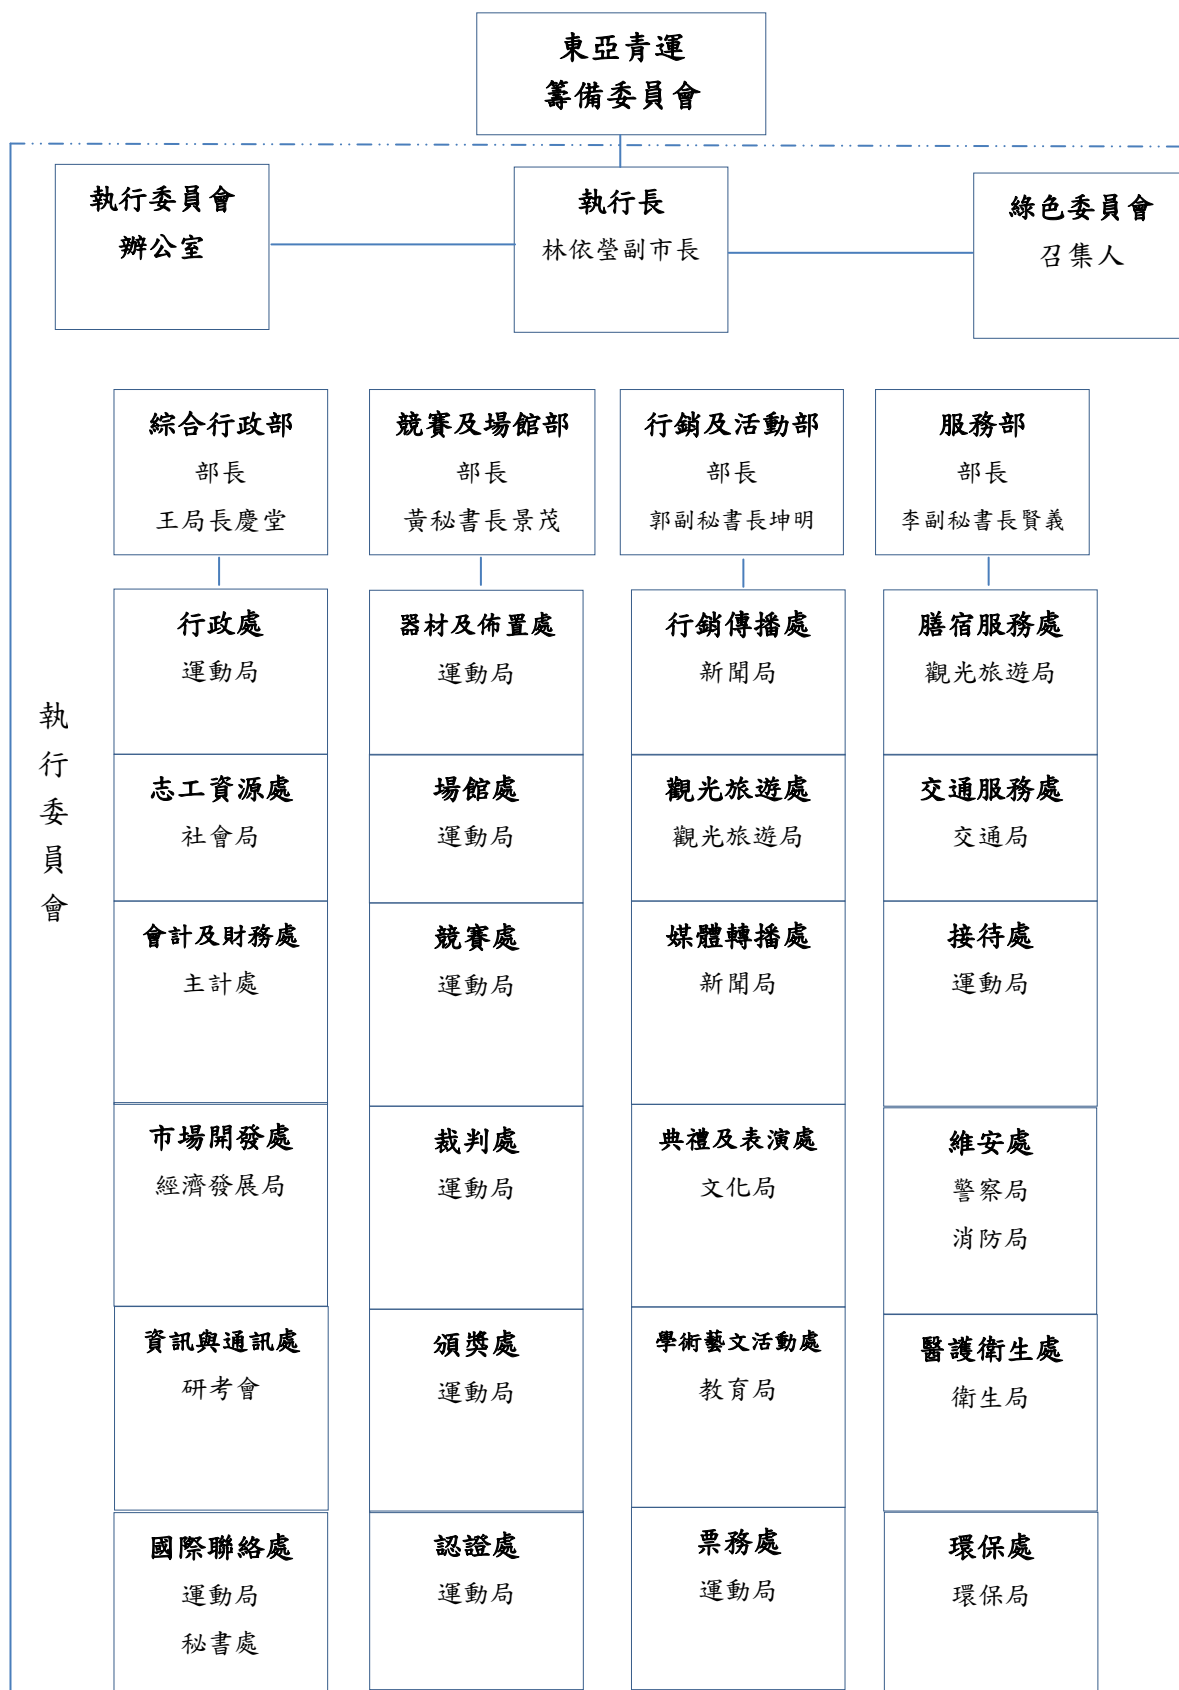 東亞青運
籌備委員會
執行委員會
辦公室
執行長
林依瑩副市長
綠色委員會
召集人
執行委員會
綜合行政部
部長
王局長慶堂
競賽及場館部
部長
黃秘書長景茂
行銷及活動部
部長
郭副秘書長坤明
服務部
部長
李副秘書長賢義
行政處
運動局
志工資源處
社會局
會計及財務處
主計處
市場開發處
經濟發展局
資訊與通訊處
研考會
國際聯絡處
運動局
秘書處
器材及佈置處
運動局
場館處
運動局
競賽處
運動局
裁判處
運動局
頒獎處
運動局
認證處
運動局
行銷傳播處
新聞局
觀光旅遊處
觀光旅遊局
媒體轉播處
新聞局
典禮及表演處
文化局
學術藝文活動處
教育局
票務處
運動局
膳宿服務處
觀光旅遊局
交通服務處
交通局
接待處
運動局
維安處
警察局
消防局
醫護衛生處
衛生局
環保處
環保局